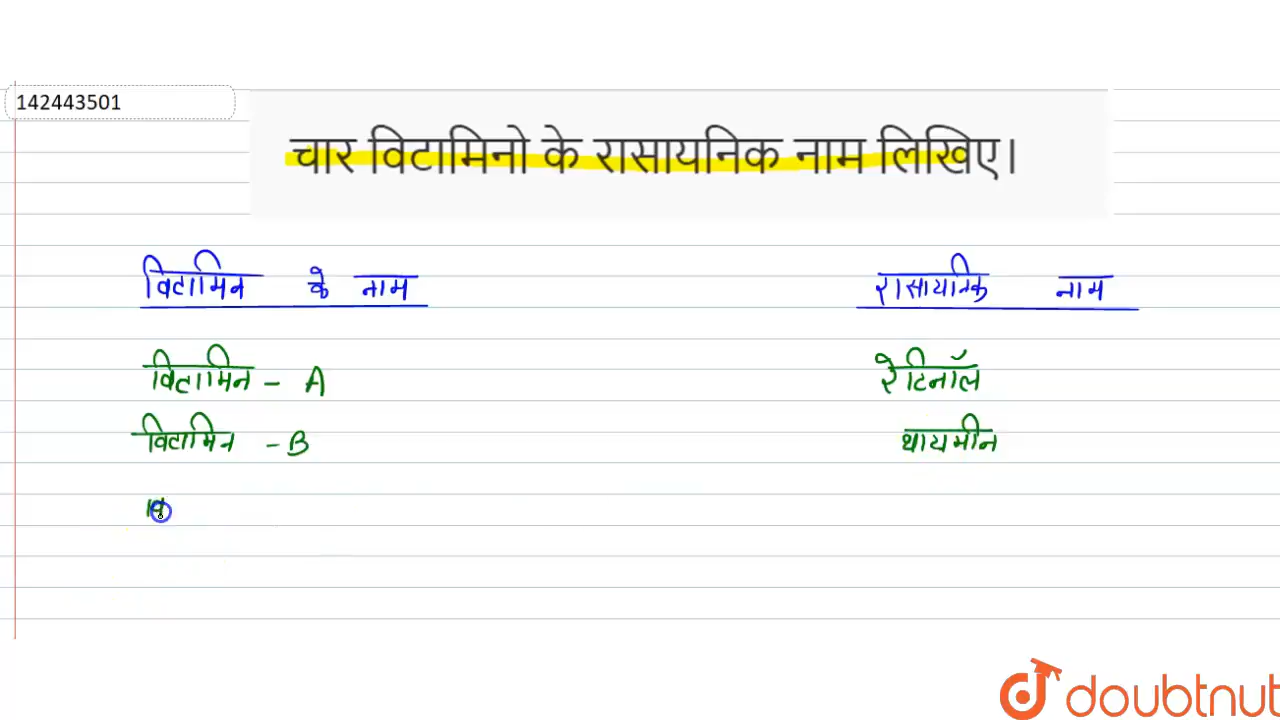 142443501
चार विटामिनो के रासायनिक नाम लिखिए।
विटामिन के नाम रासायनिक नाम
विटामिन - A रेटिनॉल
विटामिन - B थायमीन
doubtnut